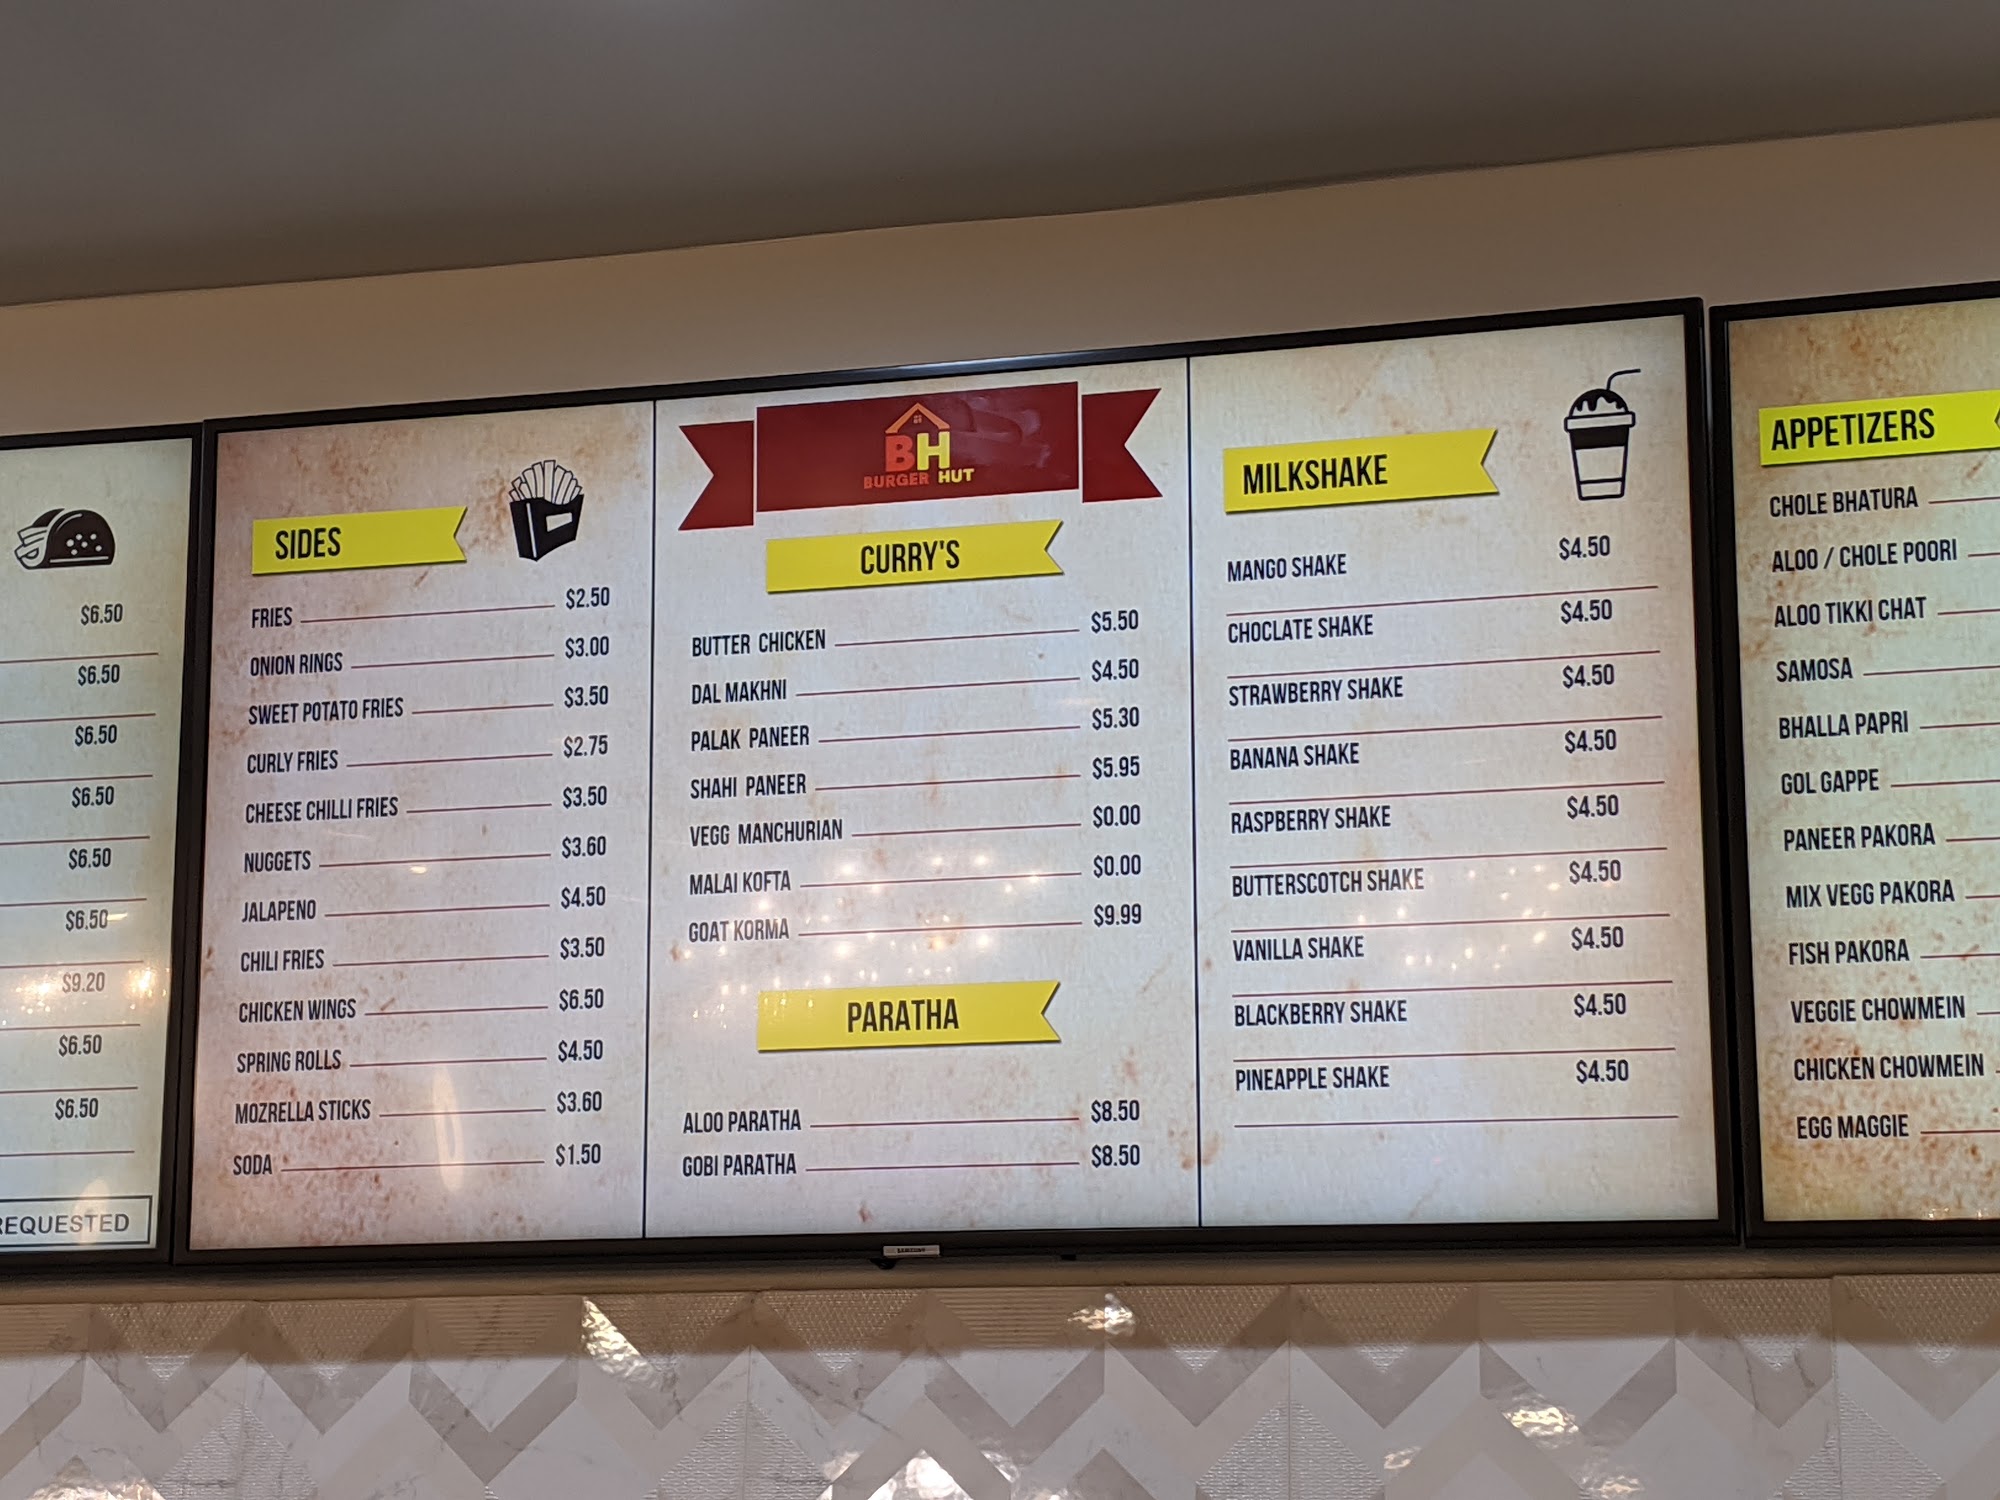 $6.50
$6.50
$6.50
$6.50
$6.50
$6.50
$9.20
$6.50
$6.50
REQUESTED
SIDES
FRIES $2.50
ONION RINGS $3.00
SWEET POTATO FRIES $3.50
CURLY FRIES $2.75
CHEESE CHILLI FRIES $3.50
NUGGETS $3.60
JALAPENO $4.50
CHILI FRIES $3.50
CHICKEN WINGS $6.50
SPRING ROLLS $4.50
MOZRELLA STICKS $3.60
SODA $1.50
BH
BURGER HUT
CURRY'S
BUTTER CHICKEN $5.50
DAL MAKHNI $4.50
PALAK PANEER $5.30
SHAHI PANEER $5.95
VEGG MANCHURIAN $0.00
MALAI KOFTA $0.00
GOAT KORMA $9.99
PARATHA
ALOO PARATHA $8.50
GOBI PARATHA $8.50
MILKSHAKE
MANGO SHAKE $4.50
CHOCLATE SHAKE $4.50
STRAWBERRY SHAKE $4.50
BANANA SHAKE $4.50
RASPBERRY SHAKE $4.50
BUTTERSCOTCH SHAKE $4.50
VANILLA SHAKE $4.50
BLACKBERRY SHAKE $4.50
PINEAPPLE SHAKE $4.50
SAMSUNG
APPETIZERS
CHOLE BHATURA
ALOO / CHOLE POORI
ALOO TIKKI CHAT
SAMOSA
BHALLA PAPRI
GOL GAPPE
PANEER PAKORA
MIX VEGG PAKORA
FISH PAKORA
VEGGIE CHOWMEIN
CHICKEN CHOWMEIN
EGG MAGGIE